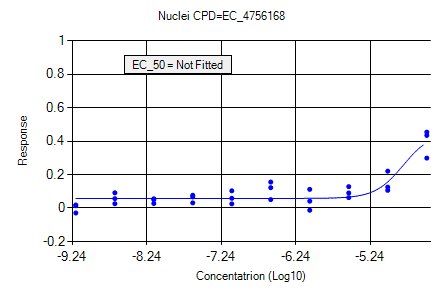 Nuclei CPD=EC_4756168
1
EC_50 = Not Fitted
0.8
0.6
0.4
0.2
0
-0.2
Response
-9.24 -8.24 -7.24 -6.24 -5.24
Concentatrion (Log10)